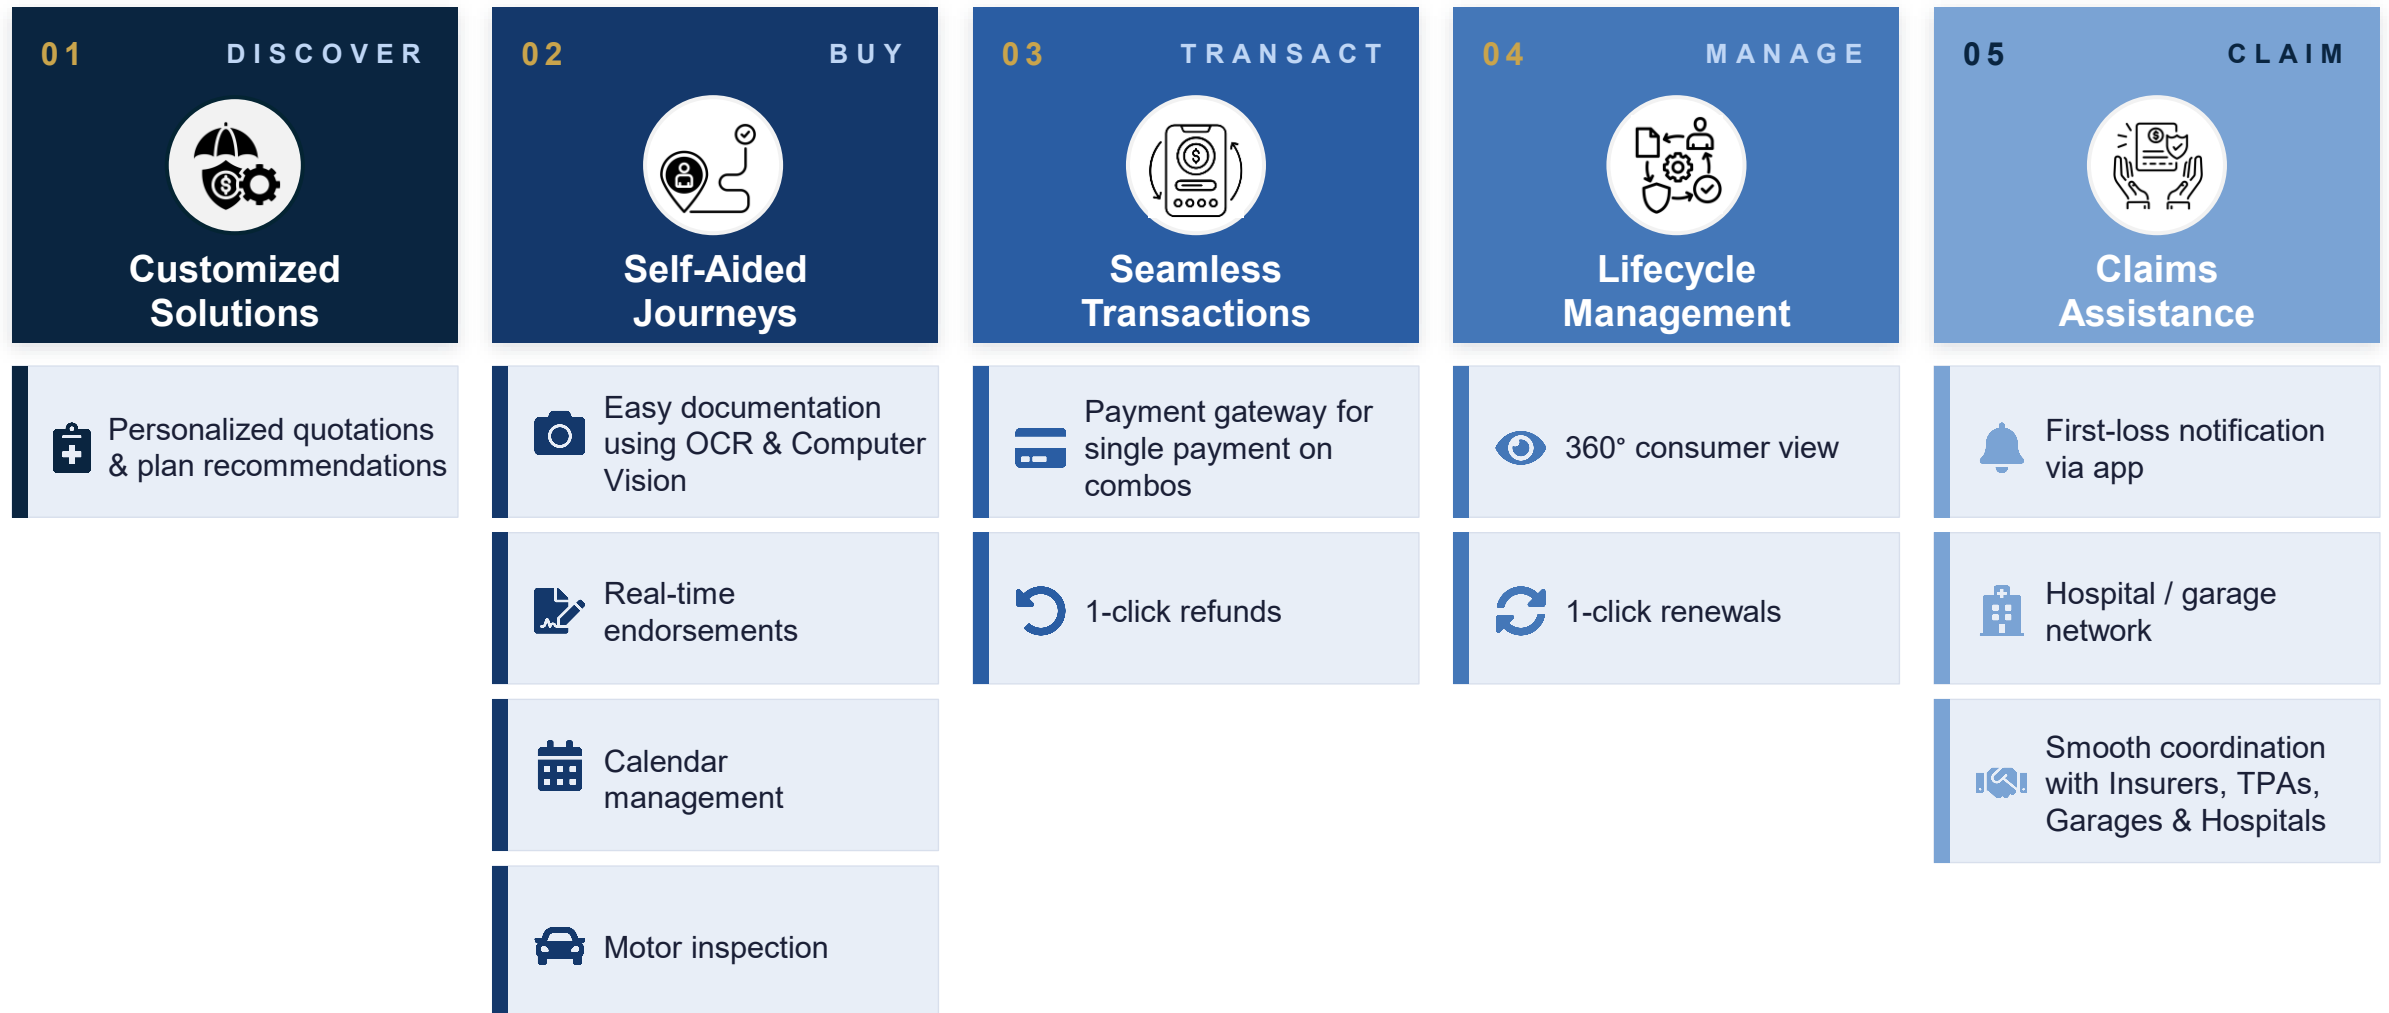 01 DISCOVER
Customized
Solutions
Personalized quotations
& plan recommendations
02 BUY
Self-Aided
Journeys
Easy documentation
using OCR & Computer
Vision
Real-time
endorsements
Calendar
management
Motor inspection
03 TRANSACT
Seamless
Transactions
Payment gateway for
single payment on
combos
1-click refunds
04 MANAGE
Lifecycle
Management
360° consumer view
1-click renewals
05 CLAIM
Claims
Assistance
First-loss notification
via app
Hospital / garage
network
Smooth coordination
with Insurers, TPAs,
Garages & Hospitals